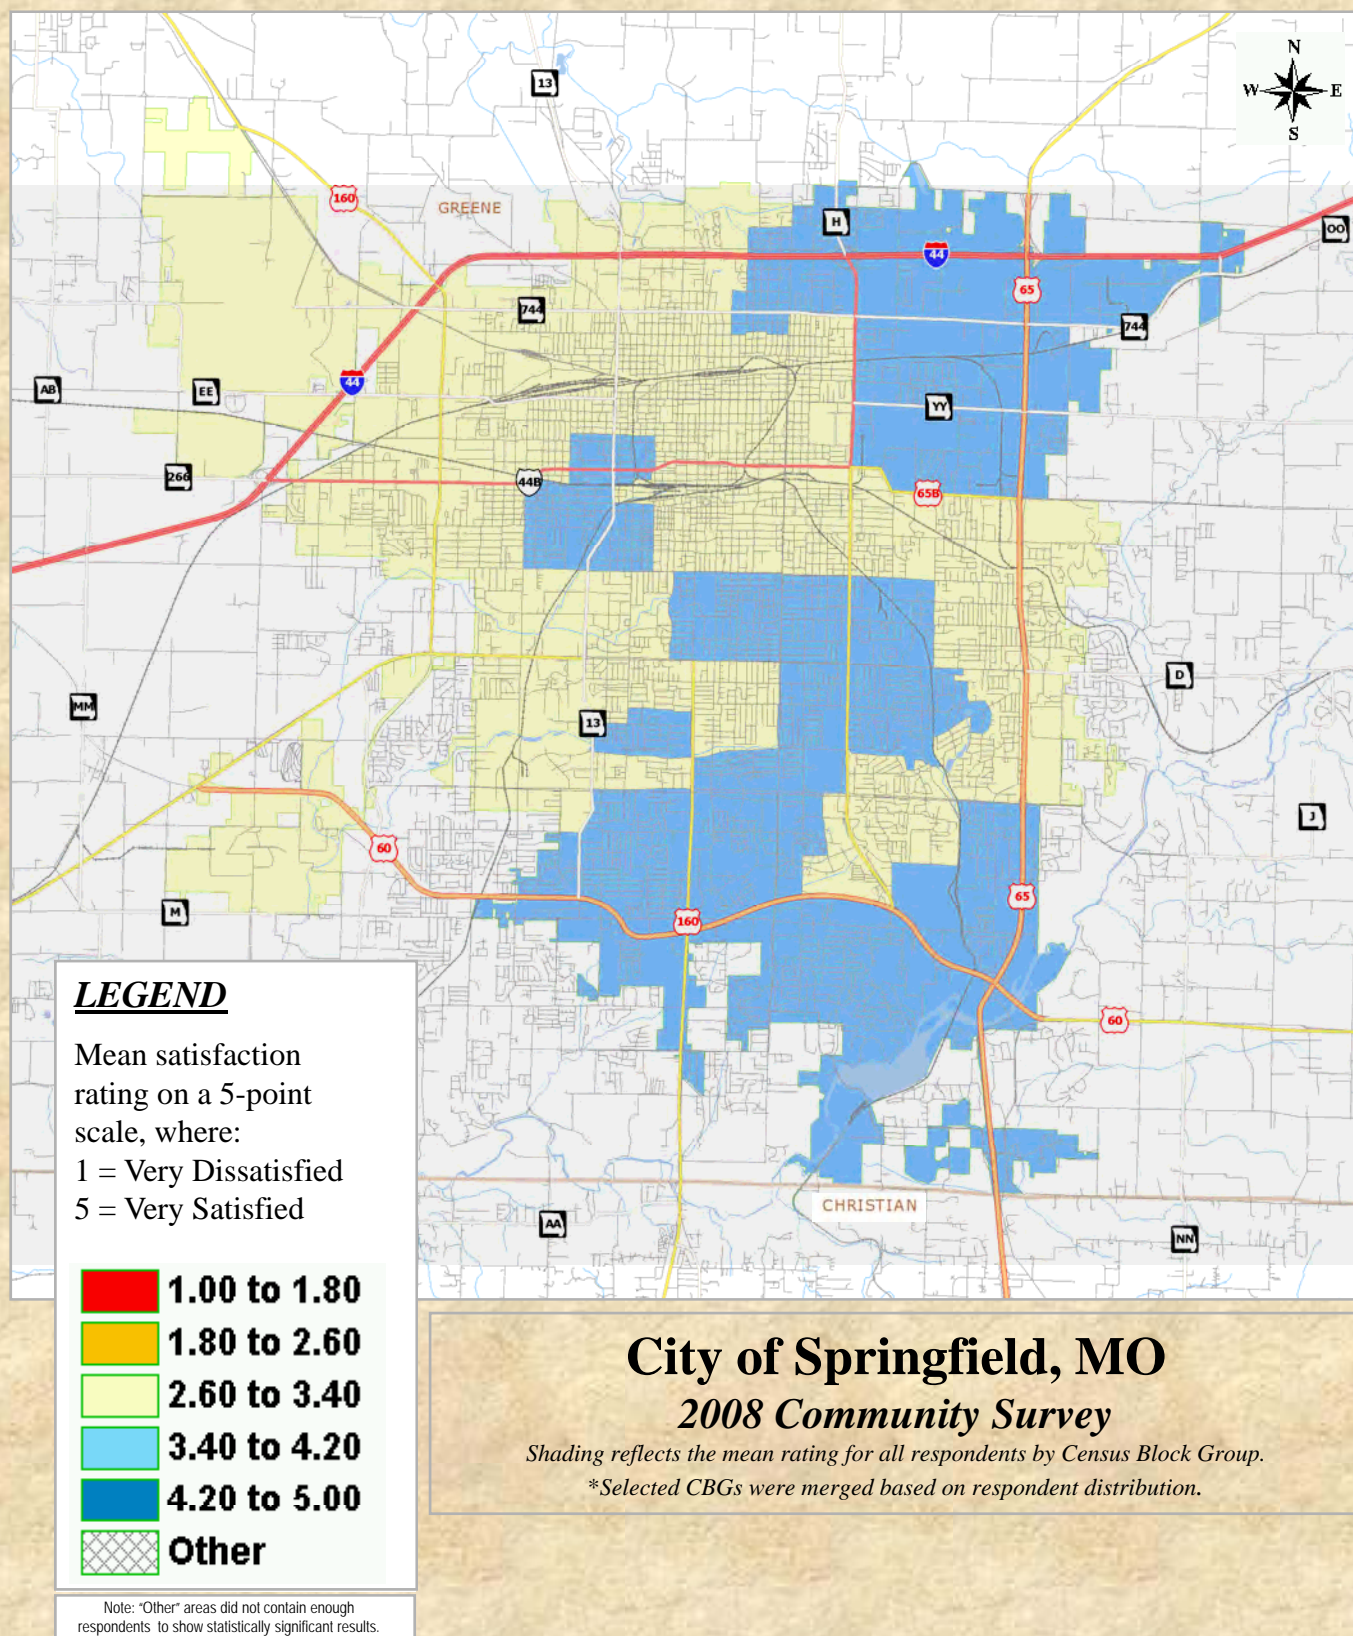 N
W E
S
13
160
GREENE
H
OO
44
65
744
744
44
AB
EE
YY
266
44B
65B
D
MM
13
J
60
65
M
160
60
CHRISTIAN
AA
NN
LEGEND
Mean satisfaction
rating on a 5-point
scale, where:
1 = Very Dissatisfied
5 = Very Satisfied
1.00 to 1.80
1.80 to 2.60
2.60 to 3.40
3.40 to 4.20
4.20 to 5.00
Other
Note: “Other” areas did not contain enough
respondents to show statistically significant results.
City of Springfield, MO
2008 Community Survey
Shading reflects the mean rating for all respondents by Census Block Group.
*Selected CBGs were merged based on respondent distribution.